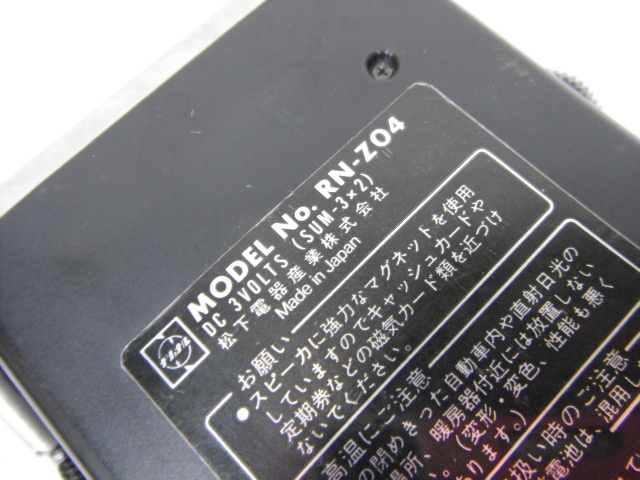 MODEL No. RN-Z04
DC 3VOLTS (SUM-3×2)
松下電器産業株式会社
Made in Japan
ナショナル
お願い
●スピーカに強力なマグネットを使用
していますのでキャッシュカードや
定期券などの磁気カード類を近づけ
ないでください。
高温にご注意
の閉めきった自動車内や直射日光の
場所、暖房器付近には放置しない
(変形・変色、性能も悪く
あります。)
扱い時のご注意
電池は、混用し